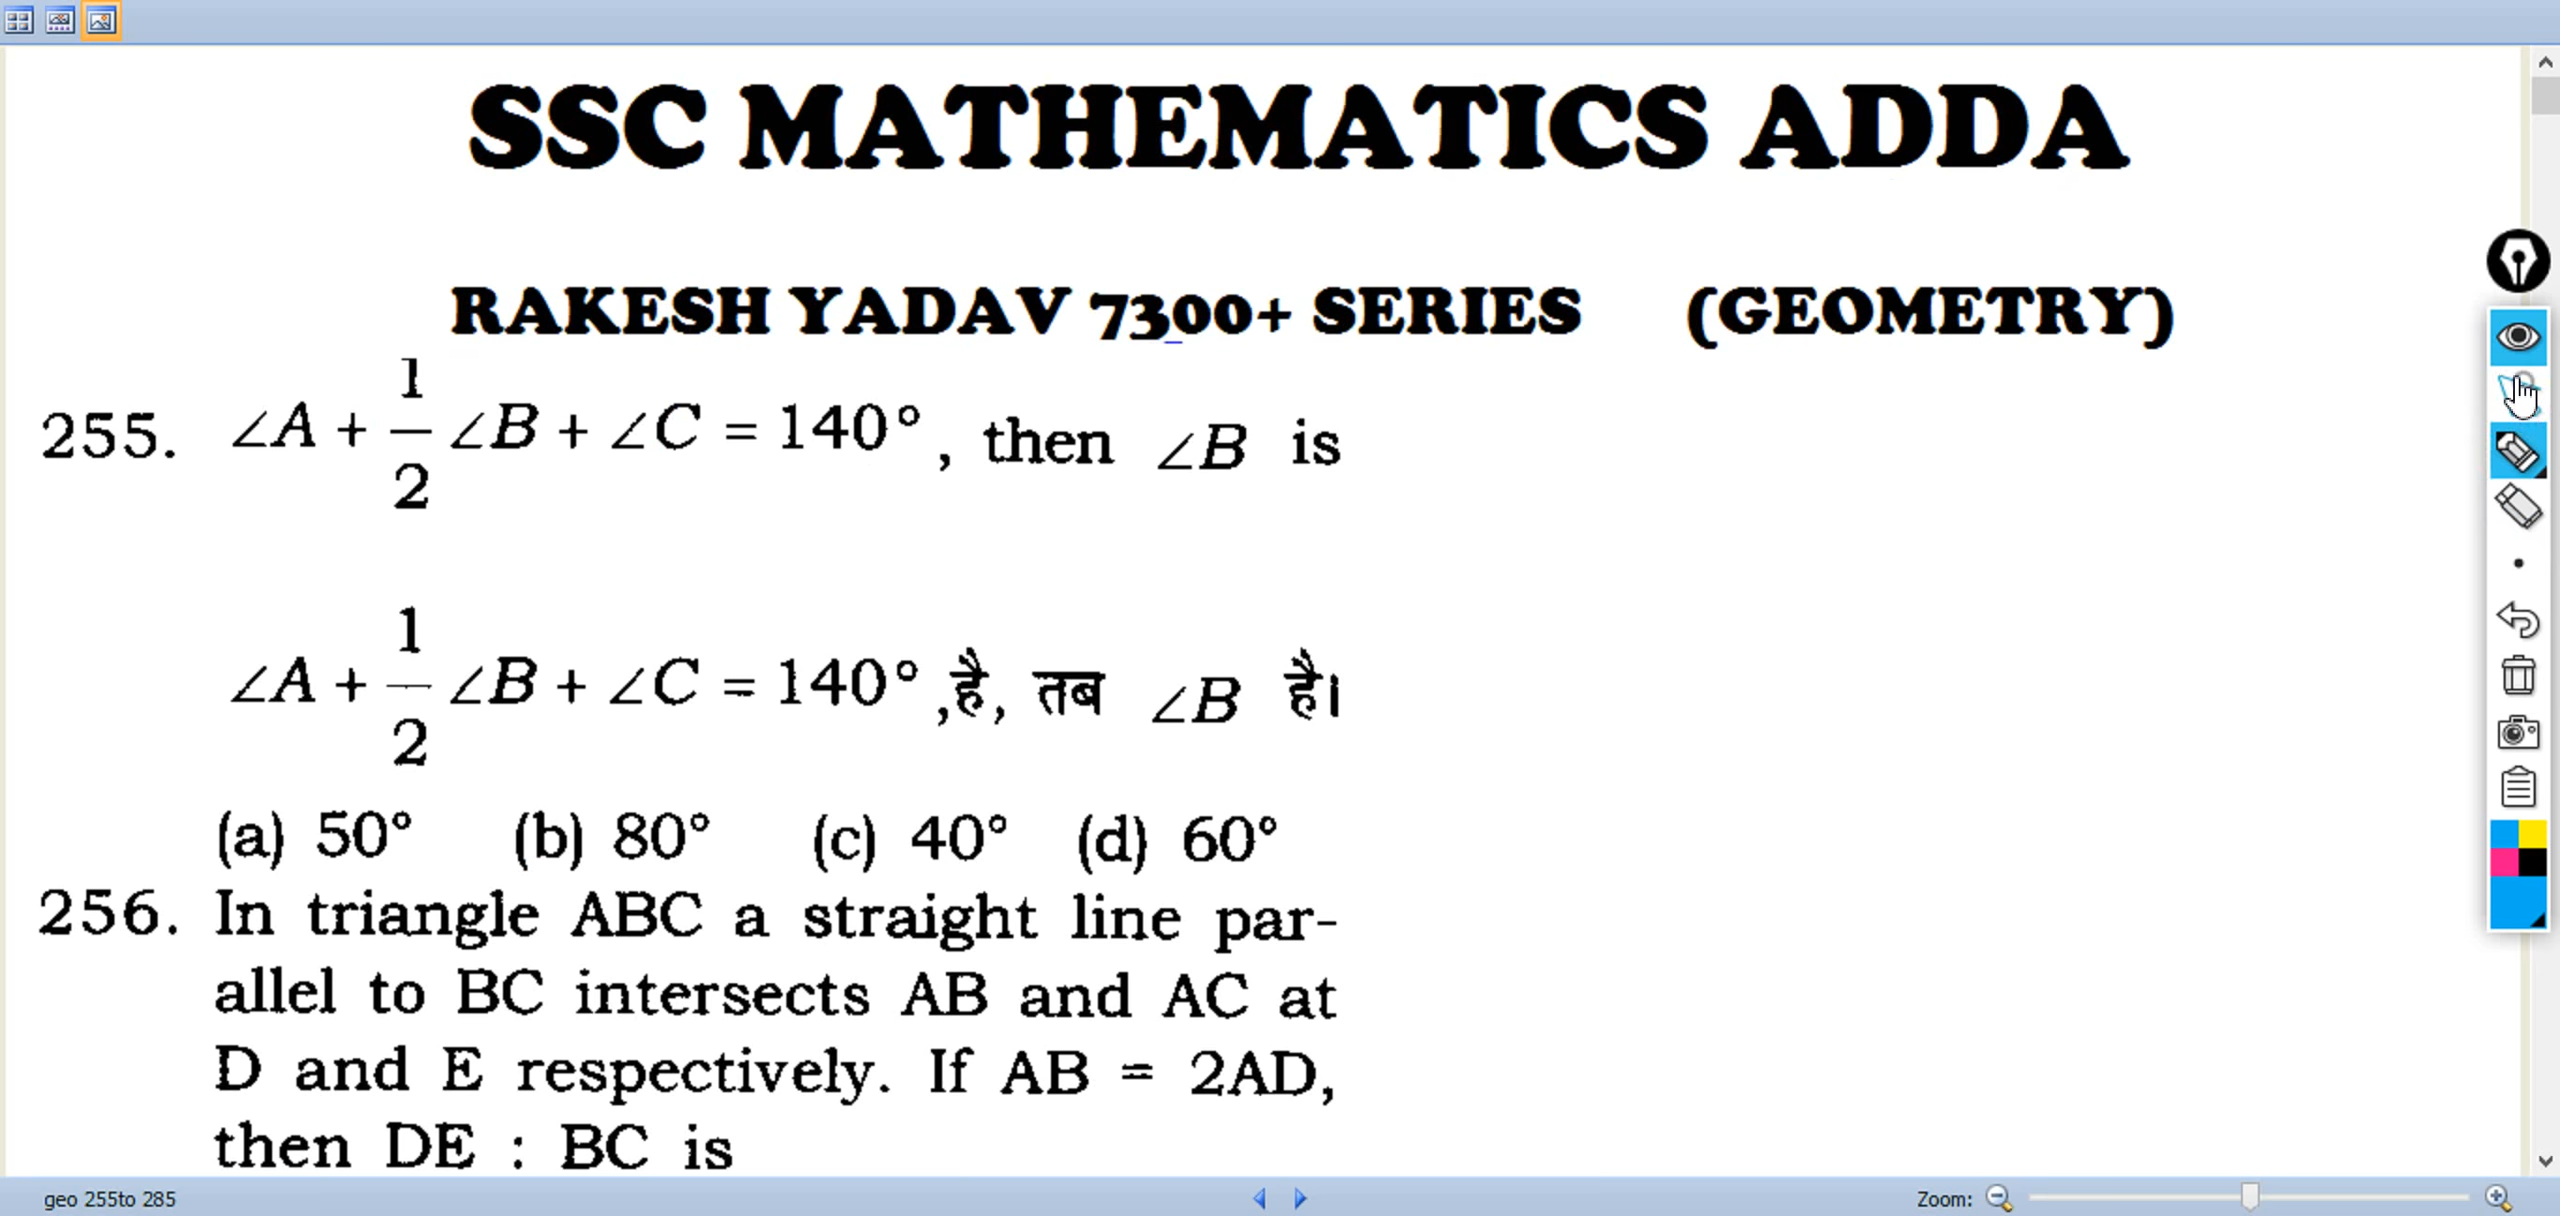 SSC MATHEMATICS ADDA
RAKESH YADAV 7300+ SERIES (GEOMETRY)
255. ∠A + 1/2 ∠B + ∠C = 140°, then ∠B is
∠A + 1/2 ∠B + ∠C = 140° ,है, तब ∠B है।
(a) 50° (b) 80° (c) 40° (d) 60°
256. In triangle ABC a straight line par-
allel to BC intersects AB and AC at
D and E respectively. If AB = 2AD,
then DE : BC is
geo 255to 285
Zoom: